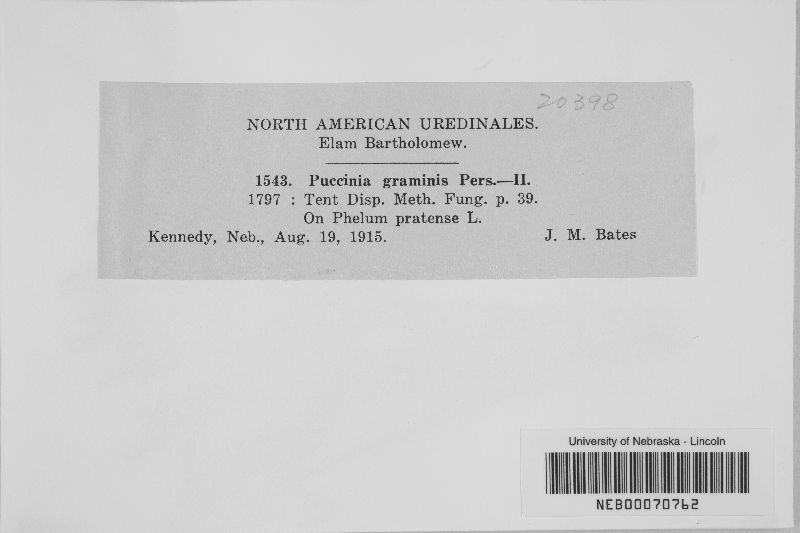 20398
NORTH AMERICAN UREDINALES.
Elam Bartholomew.
1543. Puccinia graminis Pers.—II.
1797 : Tent Disp. Meth. Fung. p. 39.
On Phelum pratense L.
Kennedy, Neb., Aug. 19, 1915. J. M. Bates
University of Nebraska - Lincoln
NEB00070762